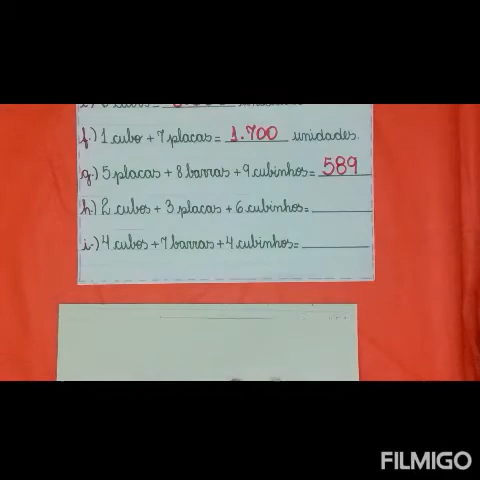 f.) 1 cubo + 7 placas = 1.700 unidades.
g.) 5 placas + 8 barras + 9 cubinhos = 589
h.) 2 cubos + 3 placas + 6 cubinhos = 
i.) 4 cubos + 7 barras + 4 cubinhos = 
FILMIGO